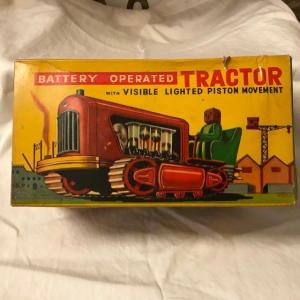 BATTERY OPERATED TRACTOR
WITH VISIBLE LIGHTED PISTON MOVEMENT